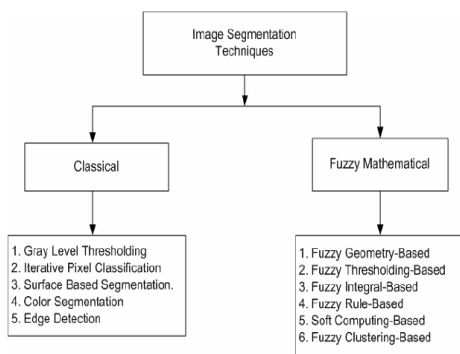 Image Segmentation
Techniques
Classical
Fuzzy Mathematical
1. Gray Level Thresholding
2. Iterative Pixel Classification
3. Surface Based Segmentation.
4. Color Segmentation
5. Edge Detection
1. Fuzzy Geometry-Based
2. Fuzzy Thresholding-Based
3. Fuzzy Integral-Based
4. Fuzzy Rule-Based
5. Soft Computing-Based
6. Fuzzy Clustering-Based